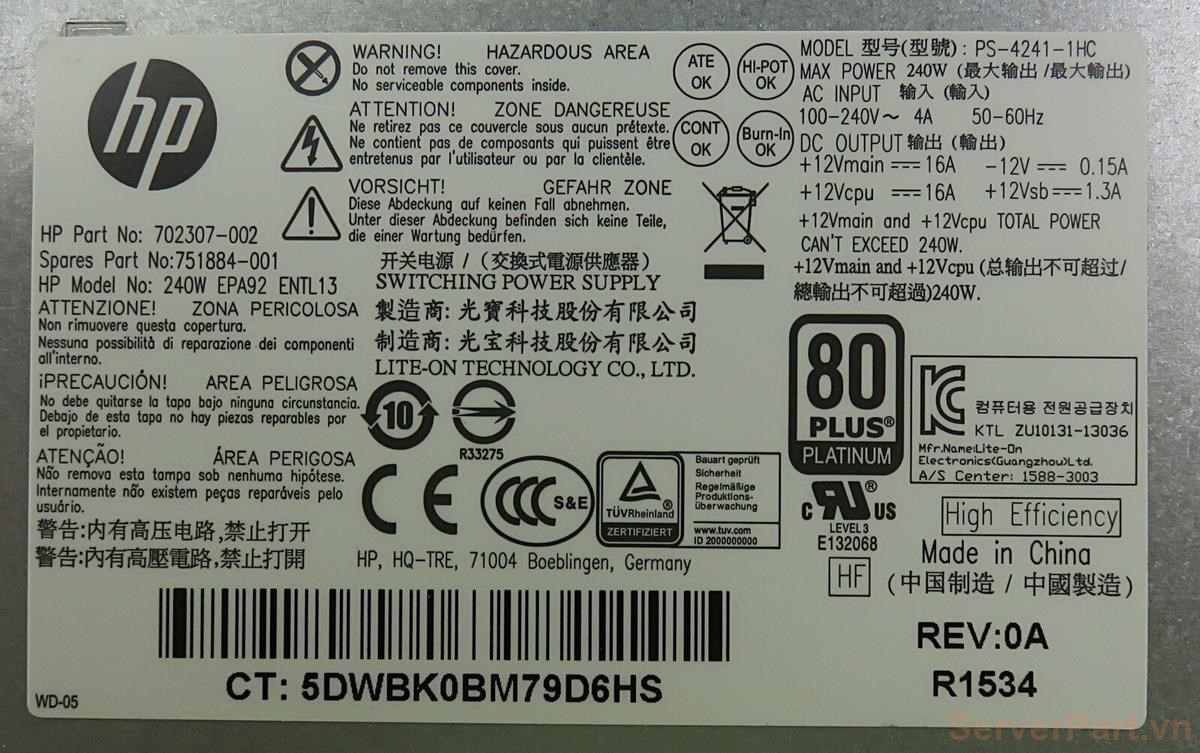 hp
HP Part No: 702307-002
Spares Part No:751884-001
HP Model No: 240W EPA92 ENTL13
ATTENZIONE! ZONA PERICOLOSA
Non rimuovere questa copertura.
Nessuna possibilità di reparazione dei componenti
all'interno.
¡PRECAUCIÓN! AREA PELIGROSA
No debe quitarse la tapa bajo ninguna circunstancia.
Debajo de esta tapa no hay piezas reparables por
el propietario.
ATENÇÃO! ÁREA PERIGOSA
Não remova esta tampa sob nenhuma hipótese.
Internamente não existem peças reparáveis pelo
usuário.
警告:内有高压电路,禁止打开
警告:內有高壓電路,禁止打開
WARNING! HAZARDOUS AREA
Do not remove this cover.
No serviceable components inside.
ATTENTION! ZONE DANGEREUSE
Ne retirez pas ce couvercle sous aucun prétexte.
Ne contient pas de composants qui puissent être
entretenus par l'utilisateur ou par la clientèle.
VORSICHT! GEFAHR ZONE
Diese Abdeckung auf keinen Fall abnehmen.
Unter dieser Abdeckung befinden sich keine Teile,
die einer Wartung bedürfen.
开关电源 / (交換式電源供應器)
SWITCHING POWER SUPPLY
製造商: 光寶科技股份有限公司
制造商: 光宝科技股份有限公司
LITE-ON TECHNOLOGY CO., LTD.
10
R33275
CE
CCC S&E
TÜVRheinland®
ZERTIFIZIERT
Bauart geprüft
Sicherheit
Regelmäßige
Produktions-
überwachung
www.tuv.com
ID 2000000000
HP, HQ-TRE, 71004 Boeblingen, Germany
ATE OK
HI-POT OK
CONT OK
Burn-In OK
MODEL 型号(型號): PS-4241-1HC
MAX POWER 240W (最大输出/最大輸出)
AC INPUT 输入 (輸入)
100-240V～ 4A 50-60Hz
DC OUTPUT 输出 (輸出)
+12Vmain ⎓ 16A -12V ⎓ 0.15A
+12Vcpu ⎓ 16A +12Vsb ⎓ 1.3A
+12Vmain and +12Vcpu TOTAL POWER
CAN'T EXCEED 240W.
+12Vmain and +12Vcpu (总输出不可超过/
總輸出不可超過)240W.
80
PLUS®
PLATINUM
컴퓨터용 전원공급장치
KTL ZU10131-13036
Mfr.Name:Lite-On
Electronics(Guangzhou)Ltd.
A/S Center: 1588-3003
c RU® US
LEVEL 3
E132068
High Efficiency
HF
Made in China
(中国制造 / 中國製造)
REV:0A
R1534
CT: 5DWBK0BM79D6HS
WD-05
ServerPart.vn